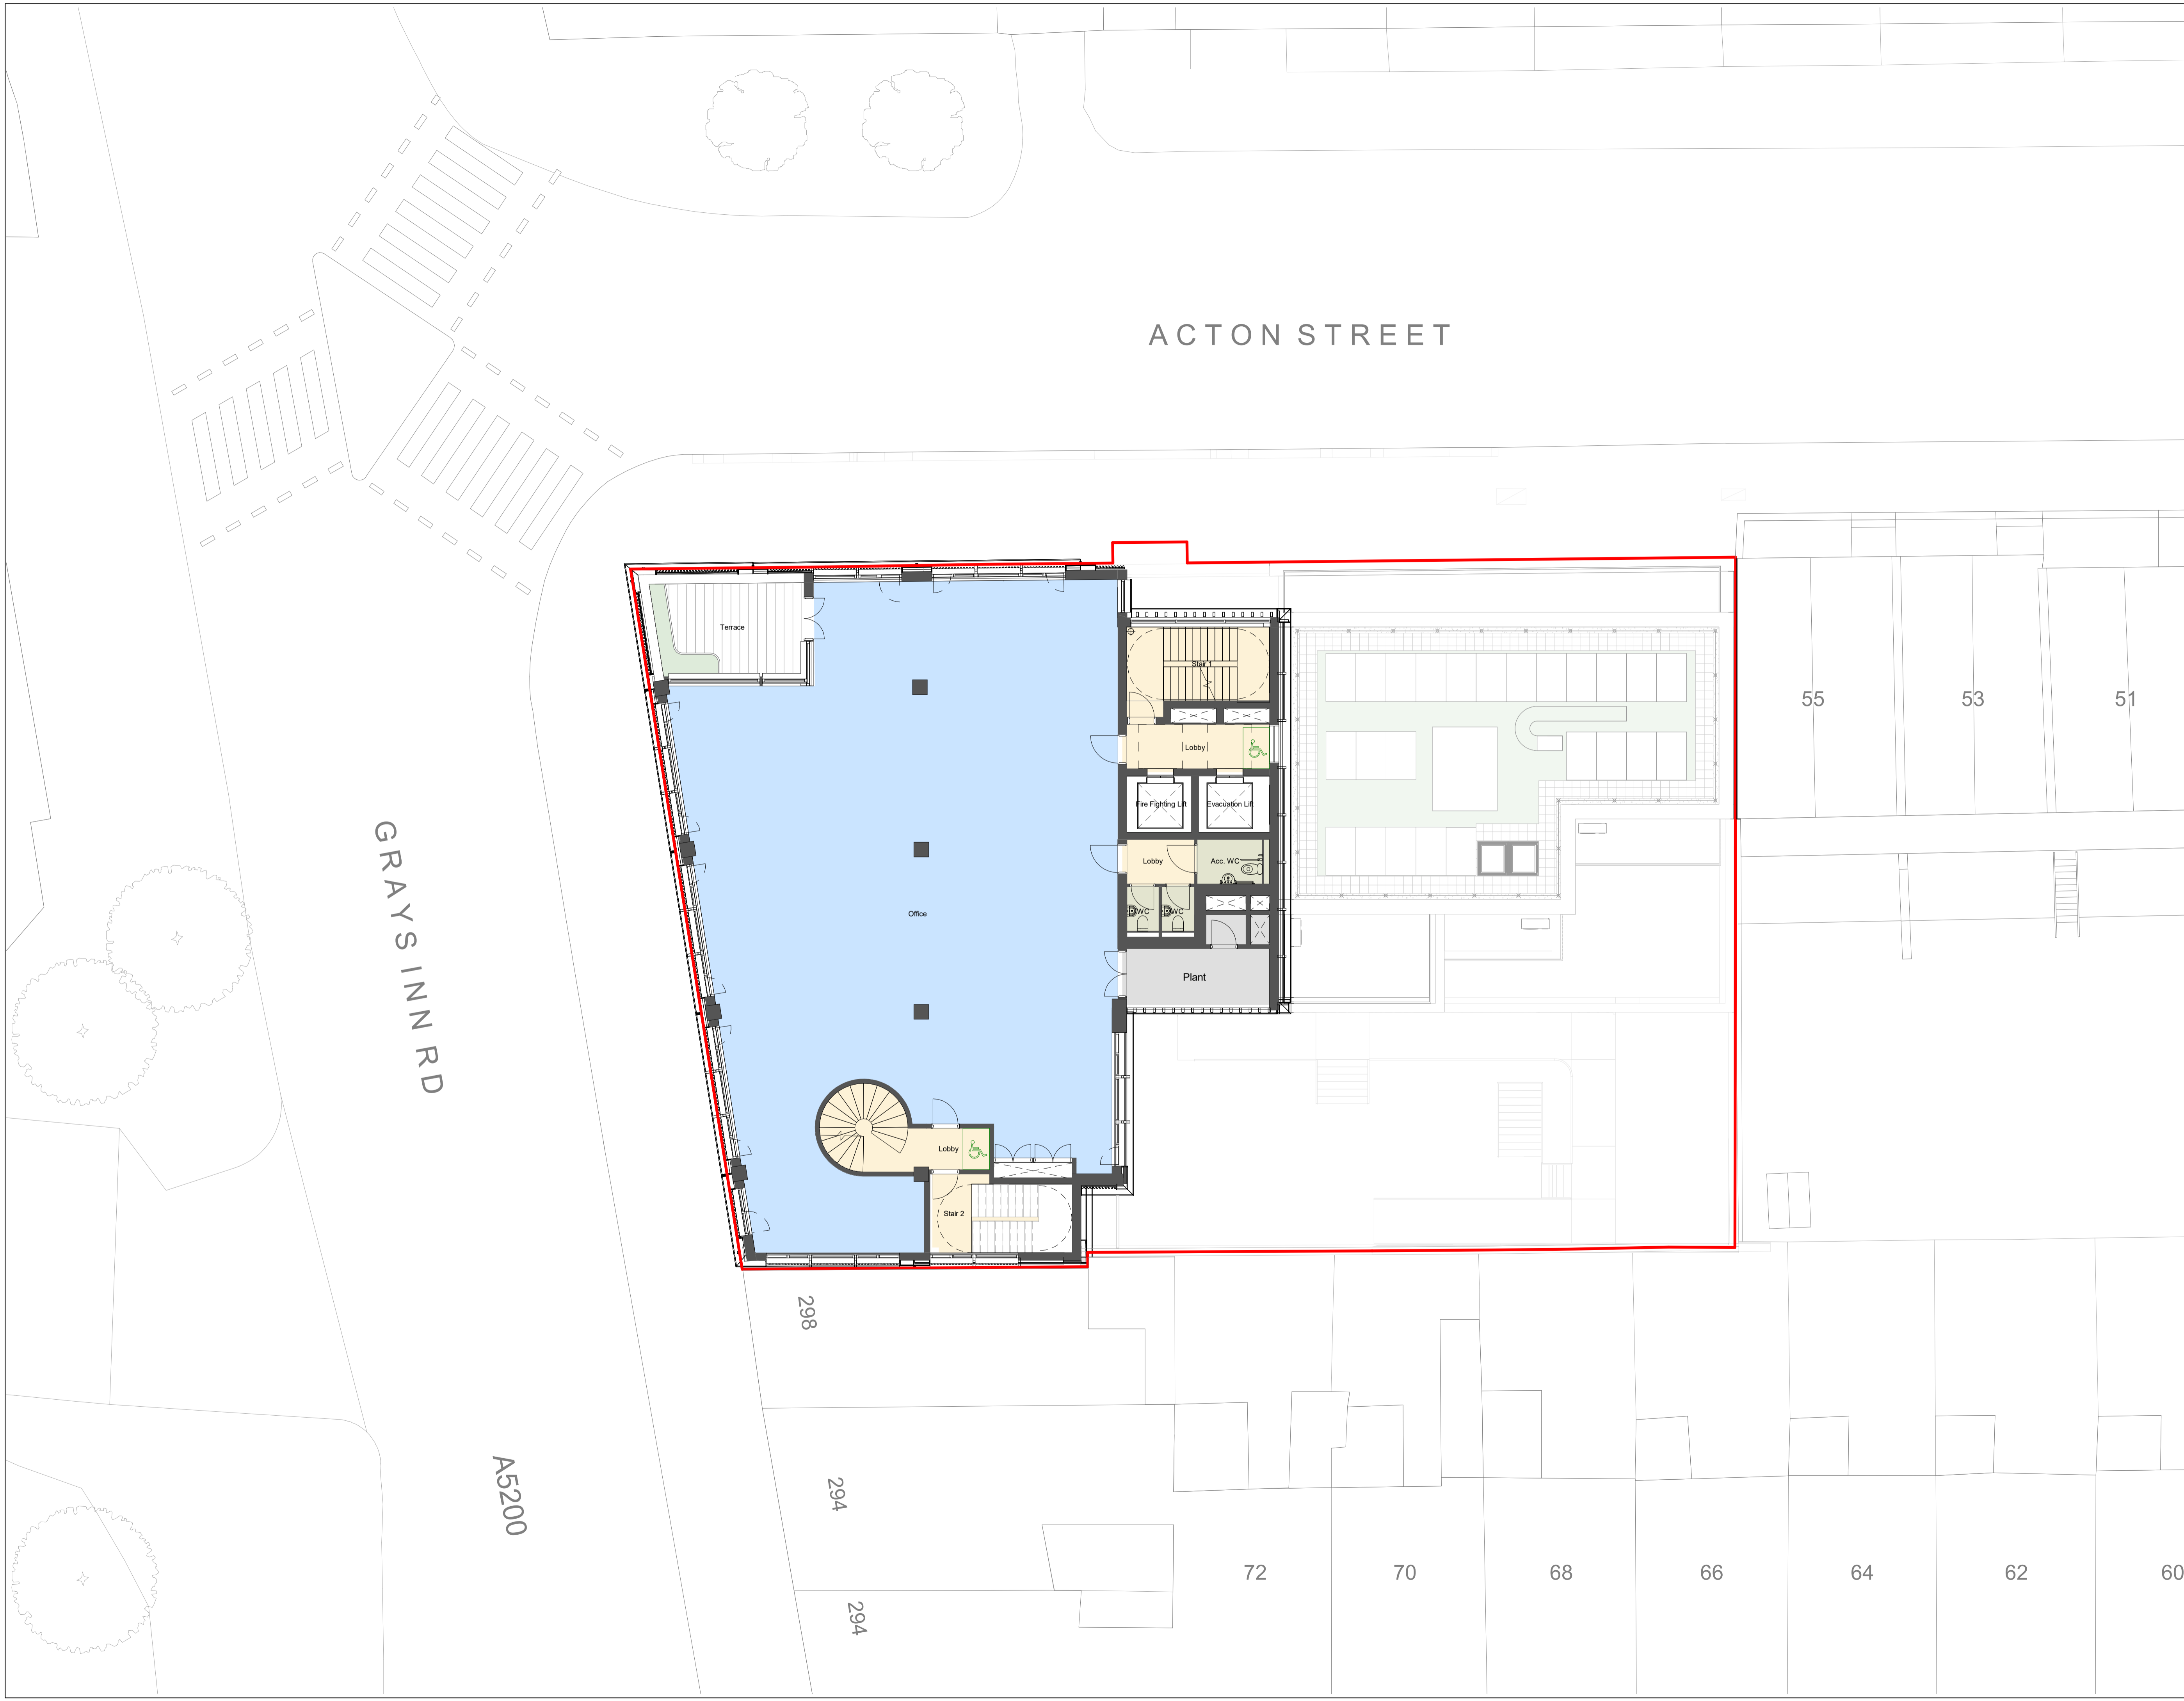 ACTON STREET
Terrace
Stair 1
55
53
51
Lobby
Fire Fighting Lift
Evacuation Lift
GRAYS INN RD
Lobby
Acc. WC
Office
WC
WC
Plant
Lobby
Stair 2
298
A5200
294
72
70
68
66
64
62
60
294